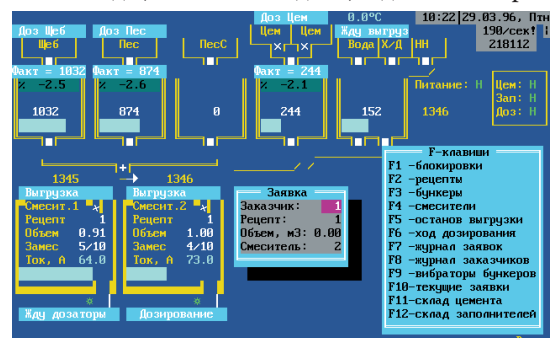 Доз Щеб Доз Пес Доз Цем 0.0°C 10:22 29.03.96, Птн
Щеб Пес ПесС Цем Цем Жду выгруз 190/сек!
Вода Х/Д НН 218112
Факт = 1032 Факт = 874 Факт = 244
% -2.5 % -2.6 % -2.1 Питание: Н Цем: Н
Зап: Н
1032 874 0 244 152 1346 Доз: Н
1345 → 1346
Выгрузка Выгрузка
Смесит.1 Смесит.2
Рецепт 1 Рецепт 1
Объем 0.91 Объем 1.00
Замес 5/10 Замес 4/10
Ток, А 64.0 Ток, А 73.0
Жду дозаторы Дозирование
Заявка
Заказчик: 1
Рецепт: 1
Объем, м3: 0.00
Смеситель: 2
F-клавиши
F1 -блокировки
F2 -рецепты
F3 -бункеры
F4 -смесители
F5 -останов выгрузки
F6 -ход дозирования
F7 -журнал заявок
F8 -журнал заказчиков
F9 -вибраторы бункеров
F10-текущие заявки
F11-склад цемента
F12-склад заполнителей